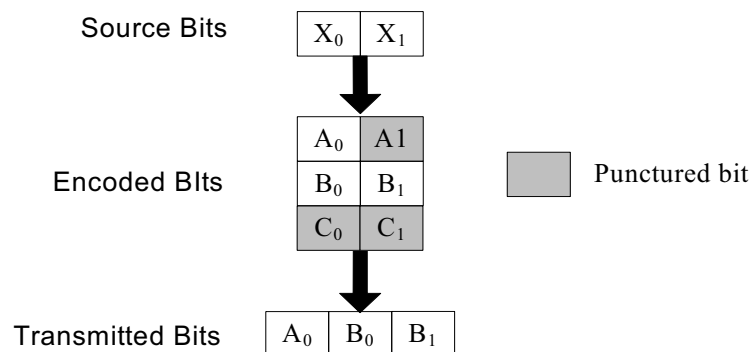 Source Bits
X₀ X₁
A₀ A1
Encoded BIts
B₀ B₁
C₀ C₁
Punctured bit
Transmitted Bits
A₀ B₀ B₁